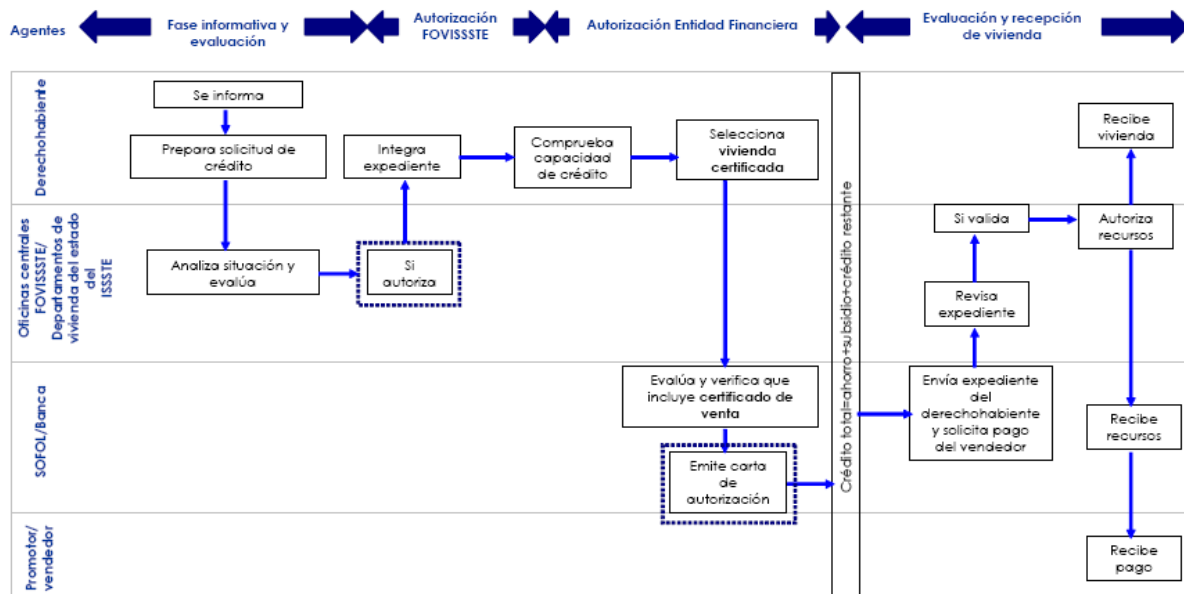 Agentes
Fase informativa y
evaluación
Autorización
FOVISSSTE
Autorización Entidad Financiera
Evaluación y recepción
de vivienda
Derechohabiente
Se informa
Prepara solicitud de
crédito
Integra
expediente
Comprueba
capacidad
de crédito
Selecciona
vivienda
certificada
Recibe
vivienda
Oficinas centrales
FOVISSSTE/
Departamentos de
vivienda del estado
del
ISSSTE
Analiza situación y
evalúa
Si
autoriza
Si valida
Autoriza
recursos
Revisa
expediente
Crédito total=ahorro+subsidio+crédito restante
SOFOL/Banca
Evalúa y verifica que
incluye certificado de
venta
Emite carta
de
autorización
Envía expediente
del
derechohabiente
y solicita pago
del vendedor
Recibe
recursos
Promotor/
vendedor
Recibe
pago